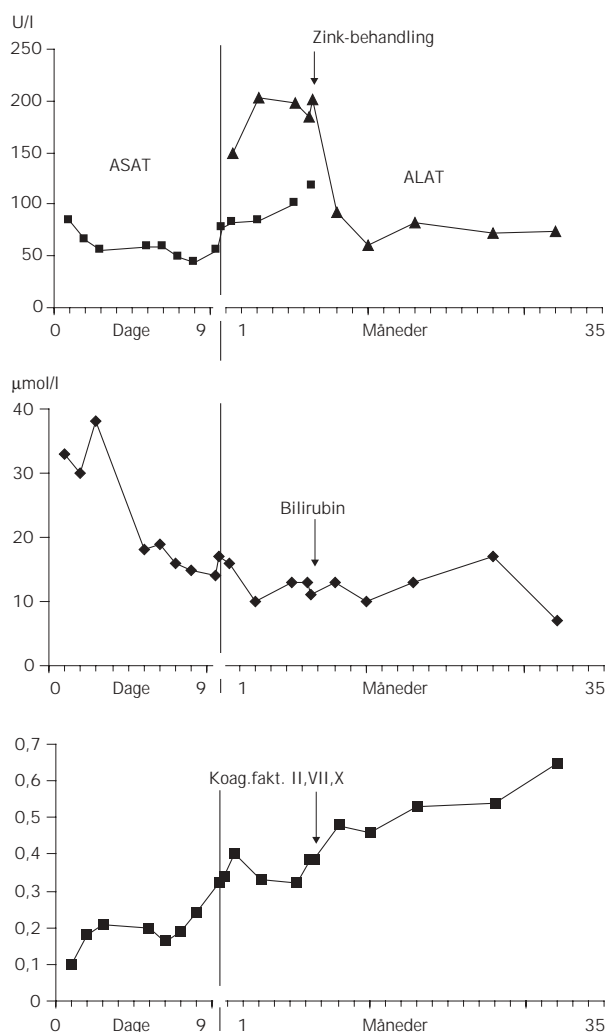 U/l
Zink-behandling
250
200
150
ASAT
ALAT
100
50
0
0 Dage 9 1 Måneder 35
µmol/l
40
30
Bilirubin
20
10
0
0 Dage 9 1 Måneder 35
0,7
Koag.fakt. II,VII,X
0,6
0,5
0,4
0,3
0,2
0,1
0
0 Dage 9 1 Måneder 35